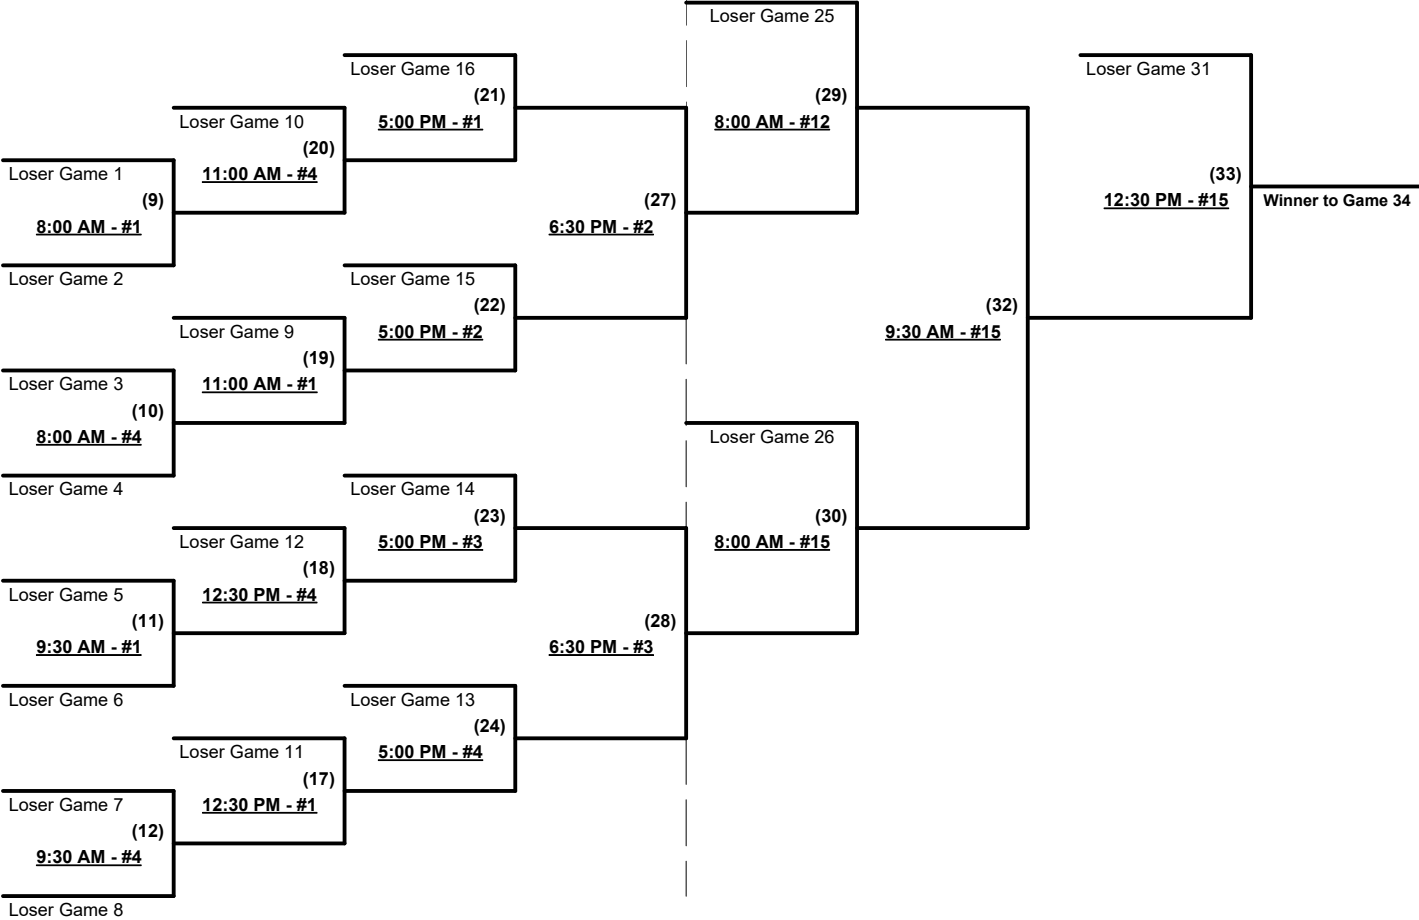 Loser Game 25
Loser Game 16
Loser Game 31
(21)
(29)
5:00 PM - #1
8:00 AM - #12
Loser Game 10
(20)
Loser Game 1
11:00 AM - #4
(33)
(9)
(27)
12:30 PM - #15
Winner to Game 34
8:00 AM - #1
6:30 PM - #2
Loser Game 2
Loser Game 15
(22)
(32)
Loser Game 9
5:00 PM - #2
9:30 AM - #15
(19)
Loser Game 3
11:00 AM - #1
(10)
8:00 AM - #4
Loser Game 26
Loser Game 4
Loser Game 14
(23)
(30)
Loser Game 12
5:00 PM - #3
8:00 AM - #15
(18)
Loser Game 5
12:30 PM - #4
(11)
(28)
9:30 AM - #1
6:30 PM - #3
Loser Game 6
Loser Game 13
(24)
Loser Game 11
5:00 PM - #4
(17)
Loser Game 7
12:30 PM - #1
(12)
9:30 AM - #4
Loser Game 8